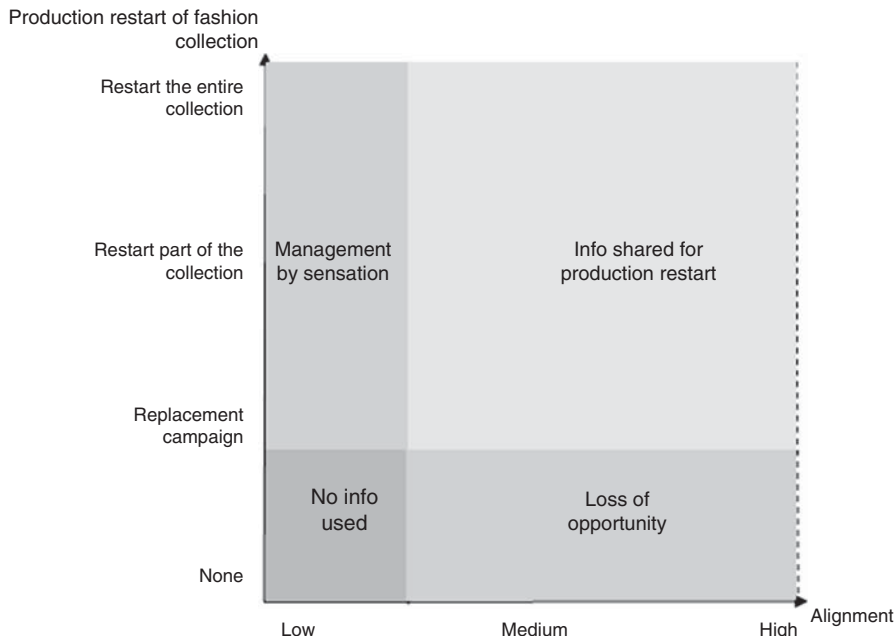 Production restart of fashion
collection
Restart the entire
collection
Restart part of the
collection
Management
by sensation
Info shared for
production restart
Replacement
campaign
No info
used
Loss of
opportunity
None
Low
Medium
High
Alignment